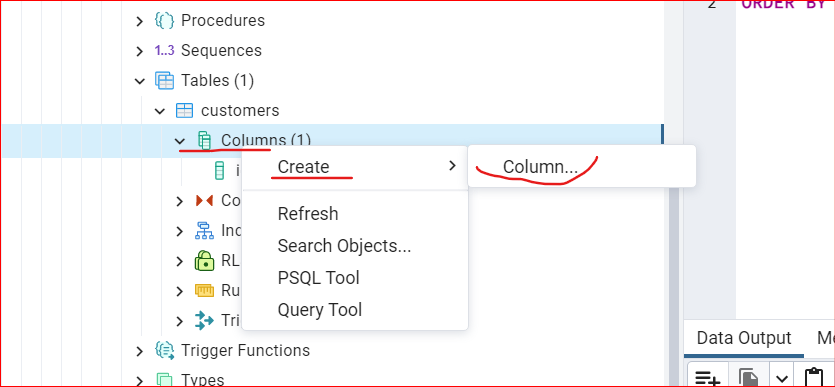 Procedures
1..3 Sequences
Tables (1)
customers
Columns (1)
i
Co
Ind
RL
Ru
Tri
Trigger Functions
Types
Create
Refresh
Search Objects...
PSQL Tool
Query Tool
Column...
2 ORDER BY
Data Output